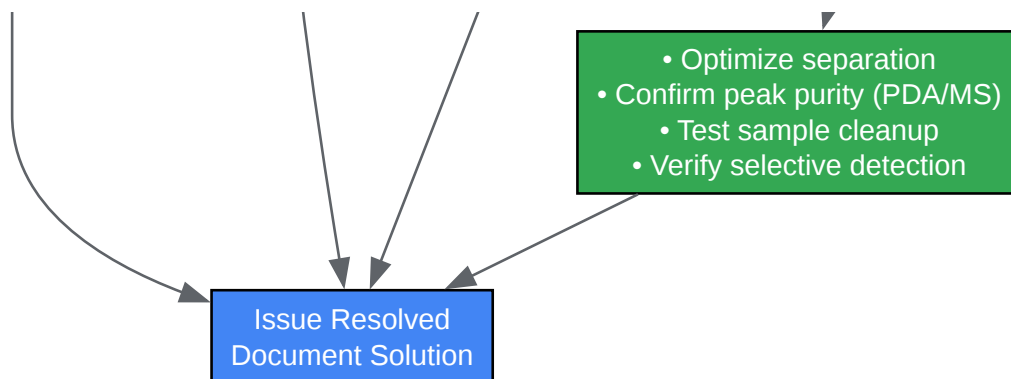 • Optimize separation
• Confirm peak purity (PDA/MS)
• Test sample cleanup
• Verify selective detection
Issue Resolved
Document Solution